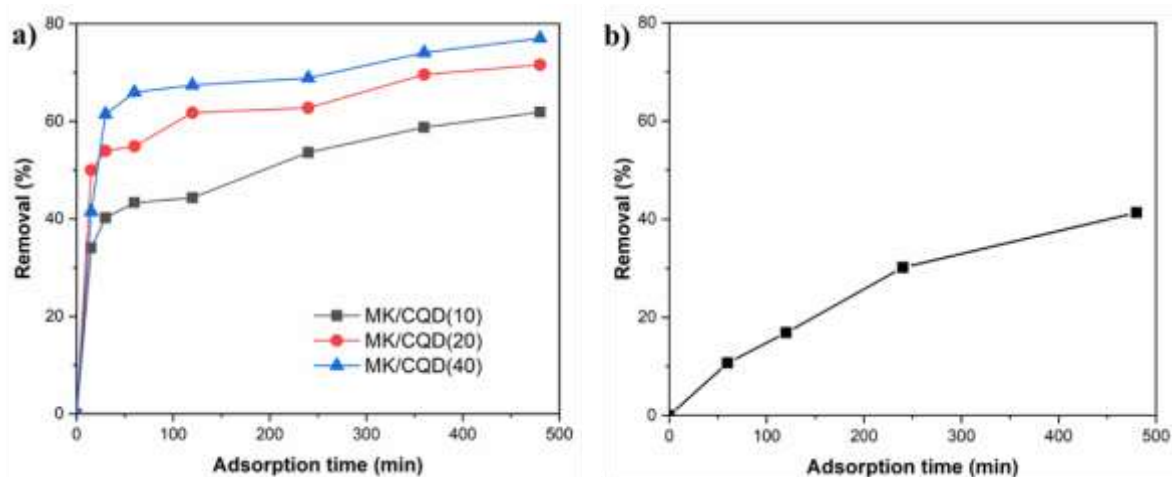 a)
80
60
40
20
0
Removal (%)
0 100 200 300 400 500
Adsorption time (min)
MK/CQD(10)
MK/CQD(20)
MK/CQD(40)
b)
80
60
40
20
0
Removal (%)
0 100 200 300 400 500
Adsorption time (min)